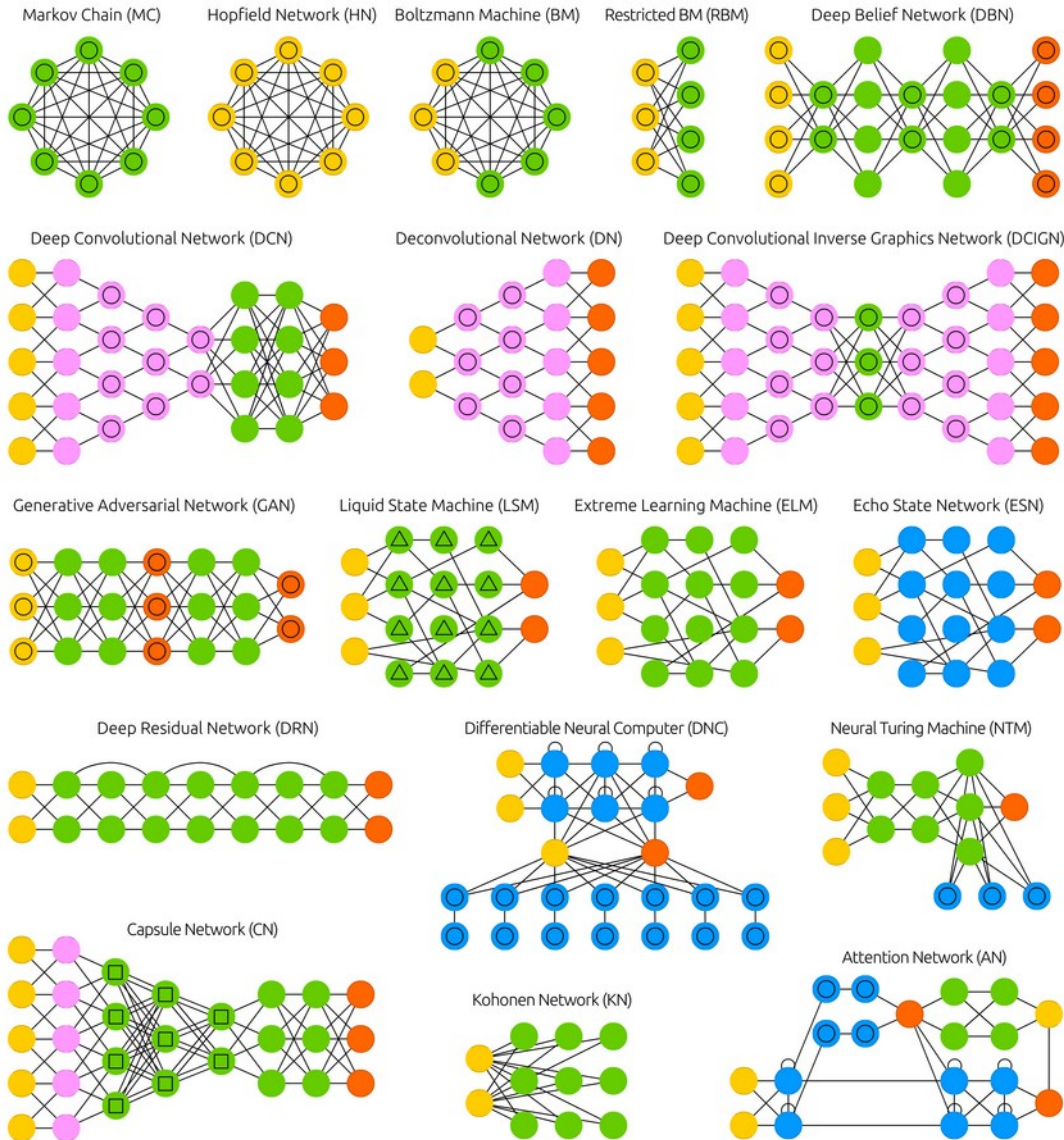 Markov Chain (MC)
Hopfield Network (HN)
Boltzmann Machine (BM)
Restricted BM (RBM)
Deep Belief Network (DBN)
Deep Convolutional Network (DCN)
Deconvolutional Network (DN)
Deep Convolutional Inverse Graphics Network (DCIGN)
Generative Adversarial Network (GAN)
Liquid State Machine (LSM)
Extreme Learning Machine (ELM)
Echo State Network (ESN)
Deep Residual Network (DRN)
Differentiable Neural Computer (DNC)
Neural Turing Machine (NTM)
Capsule Network (CN)
Kohonen Network (KN)
Attention Network (AN)